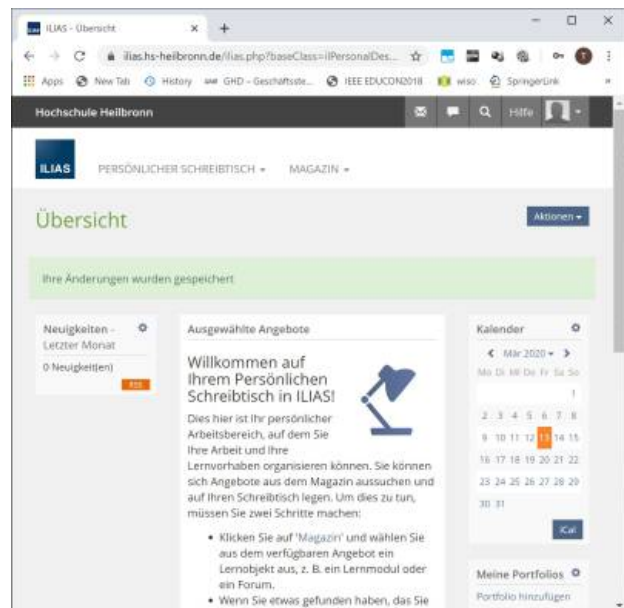 ILIAS - Übersicht
ilias.hs-heilbronn.de/ilias.php?baseClass=ilPersonalDes...
Apps New Tab History GHD - Geschäftsste... IEEE EDUCON2018 wiso SpringerLink »
Hochschule Heilbronn
Hilfe
ILIAS
PERSÖNLICHER SCHREIBTISCH
MAGAZIN
Übersicht
Aktionen
Ihre Änderungen wurden gespeichert
Neuigkeiten -
Letzter Monat
0 Neuigkeit(en)
RSS
Ausgewählte Angebote
Willkommen auf
Ihrem Persönlichen
Schreibtisch in ILIAS!
Dies hier ist Ihr persönlicher
Arbeitsbereich, auf dem Sie
Ihre Arbeit und Ihre
Lernvorhaben organisieren können. Sie können
sich Angebote aus dem Magazin aussuchen und
auf Ihren Schreibtisch legen. Um dies zu tun,
müssen Sie zwei Schritte machen:
• Klicken Sie auf 'Magazin' und wählen Sie
aus dem verfügbaren Angebot ein
Lernobjekt aus, z. B. ein Lernmodul oder
ein Forum.
• Wenn Sie etwas gefunden haben, das Sie
Kalender
Mär 2020
Mo Di Mi Do Fr Sa So
1
2 3 4 5 6 7 8
9 10 11 12 13 14 15
16 17 18 19 20 21 22
23 24 25 26 27 28 29
30 31
iCal
Meine Portfolios
Portfolio hinzufügen